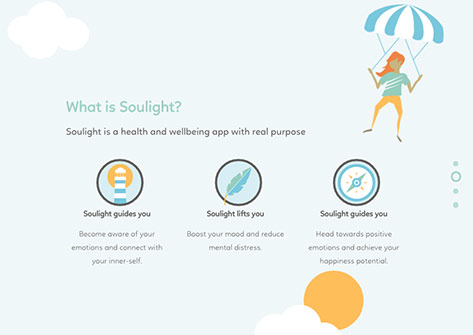 What is Soulight?
Soulight is a health and wellbeing app with real purpose
Soulight guides you
Become aware of your
emotions and connect with
your inner-self.
Soulight lifts you
Boost your mood and reduce
mental distress.
Soulight guides you
Head towards positive
emotions and achieve your
happiness potential.